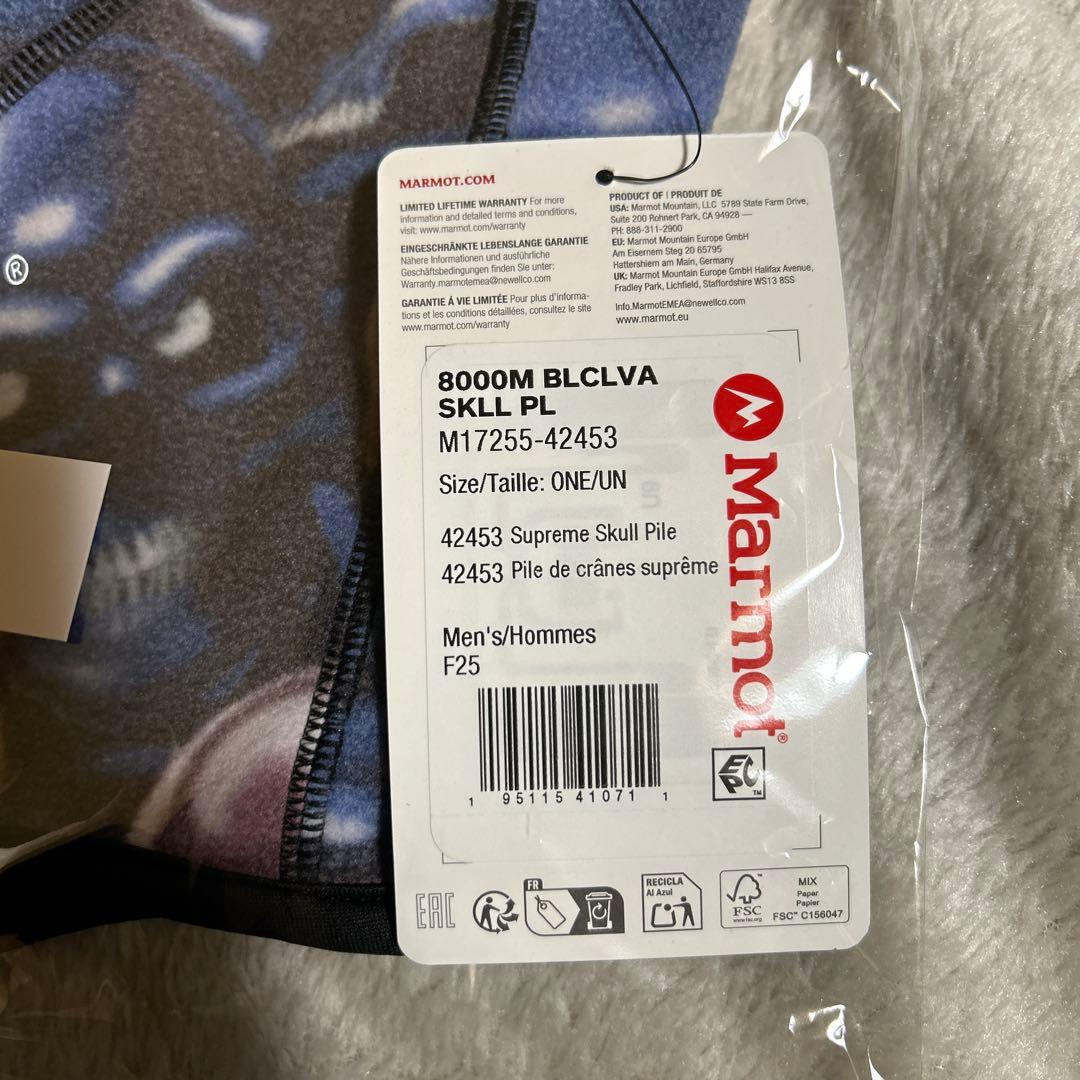 ®
MARMOT.COM
LIMITED LIFETIME WARRANTY For more
information and detailed terms and conditions,
visit: www.marmot.com/warranty
EINGESCHRÄNKTE LEBENSLANGE GARANTIE
Nähere Informationen und ausführliche
Geschäftsbedingungen finden Sie unter:
Warranty.marmotemea@newellco.com
GARANTIE Á VIE LIMITÉE Pour plus d'informa-
tions et les conditions détaillées, consultez le site
www.marmot.com/warranty
PRODUCT OF | PRODUIT DE
USA: Marmot Mountain, LLC 5789 State Farm Drive,
Suite 200 Rohnert Park, CA 94928 —
PH: 888-311-2900
EU: Marmot Mountain Europe GmbH
Am Eisernem Steg 20 65795
Hattershiem am Main, Germany
UK: Marmot Mountain Europe GmbH Halifax Avenue,
Fradley Park, Lichfield, Staffordshire WS13 8SS
Info.MarmotEMEA@newellco.com
www.marmot.eu
8000M BLCLVA
SKLL PL
M17255-42453
Size/Taille: ONE/UN
42453 Supreme Skull Pile
42453 Pile de crânes suprême
Men's/Hommes
F25
1 95115 41071 1
Marmot®
EPC™
EAC
FR
RECICLA
Al Azul
FSC™
www.fsc.org
MIX
Paper
Papier
FSC™ C156047